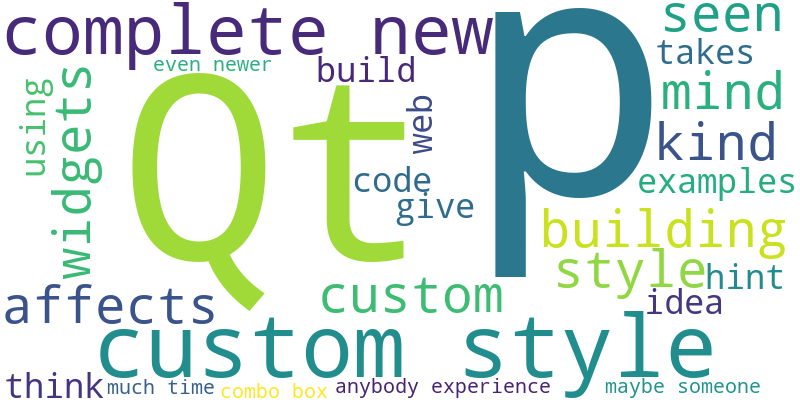 complete new
p
seen
takes
even newer
build
mind
Qt
using
widgets
web
kind
code
give
examples
building
style
hint
affects
custom
idea
custom style
think
much time
combo box
anybody experience
maybe someone